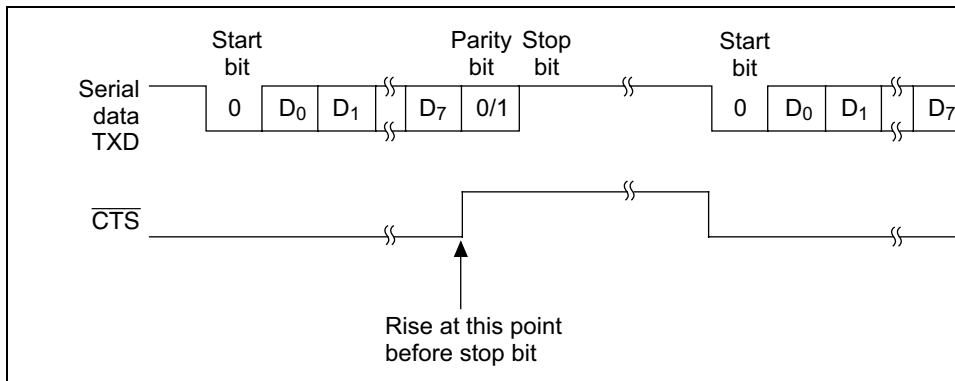 Start bit
Parity bit
Stop bit
Start bit
Serial data TXD
0 D0 D1 D7 0/1 0 D0 D1 D7
CTS
Rise at this point
before stop bit